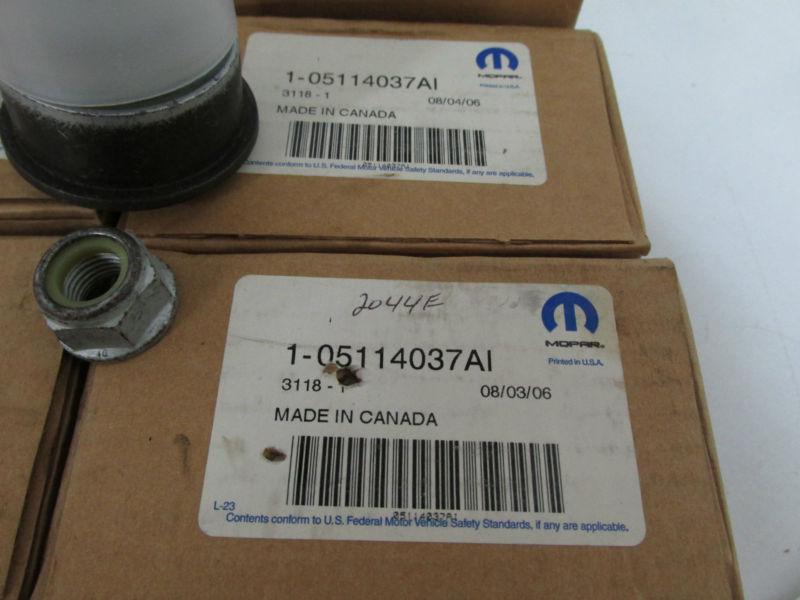 1-05114037AI
MOPAR
Printed in U.S.A.
3118 - 1
08/04/06
MADE IN CANADA
05114037AI
Contents conform to U.S. Federal Motor Vehicle Safety Standards, if any are applicable.
2044E
1-05114037AI
MOPAR
Printed in U.S.A.
3118 - 1
08/03/06
MADE IN CANADA
L-23
05114037AI
Contents conform to U.S. Federal Motor Vehicle Safety Standards, if any are applicable.
10